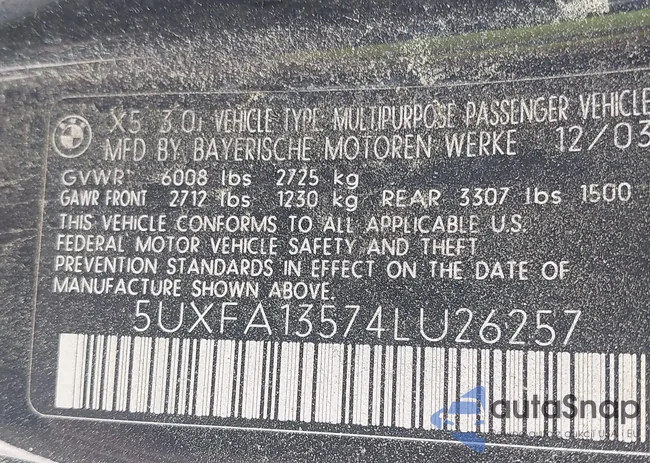 X5 3.0i VEHICLE TYPE MULTIPURPOSE PASSENGER VEHICLE
MFD BY BAYERISCHE MOTOREN WERKE 12/03
GVWR 6008 lbs 2725 kg
GAWR FRONT 2712 lbs 1230 kg REAR 3307 lbs 1500
THIS VEHICLE CONFORMS TO ALL APPLICABLE U.S.
FEDERAL MOTOR VEHICLE SAFETY AND THEFT
PREVENTION STANDARDS IN EFFECT ON THE DATE OF
MANUFACTURE SHOWN ABOVE.
5UXFA13574LU26257
autaSnap